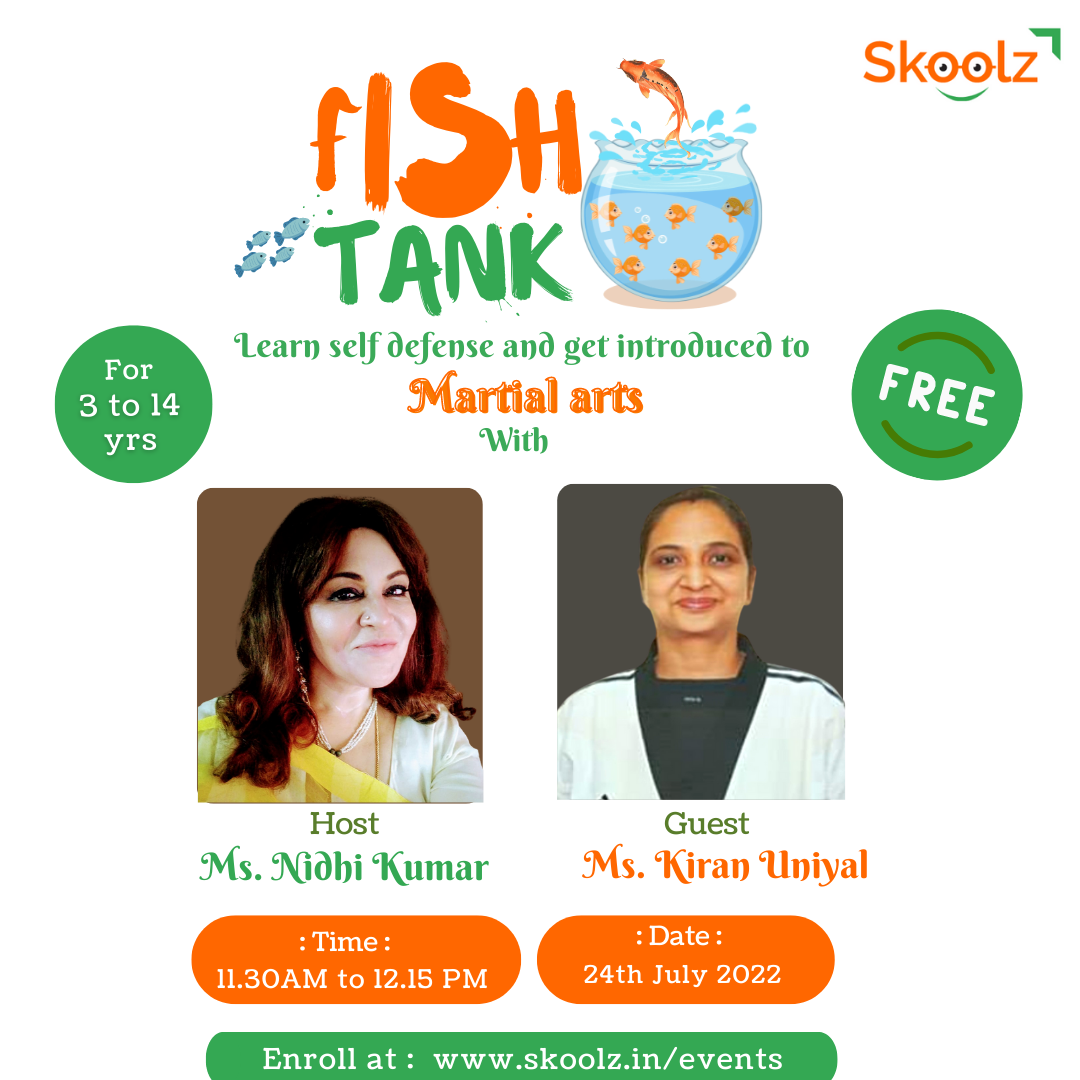 Skoolz
fISH
TANK
Learn self defense and get introduced to
Martial arts
With
For
3 to 14
yrs
FREE
Host
Ms. Nidhi Kumar
Guest
Ms. Kiran Uniyal
: Time :
11.30AM to 12.15 PM
: Date :
24th July 2022
Enroll at : www.skoolz.in/events